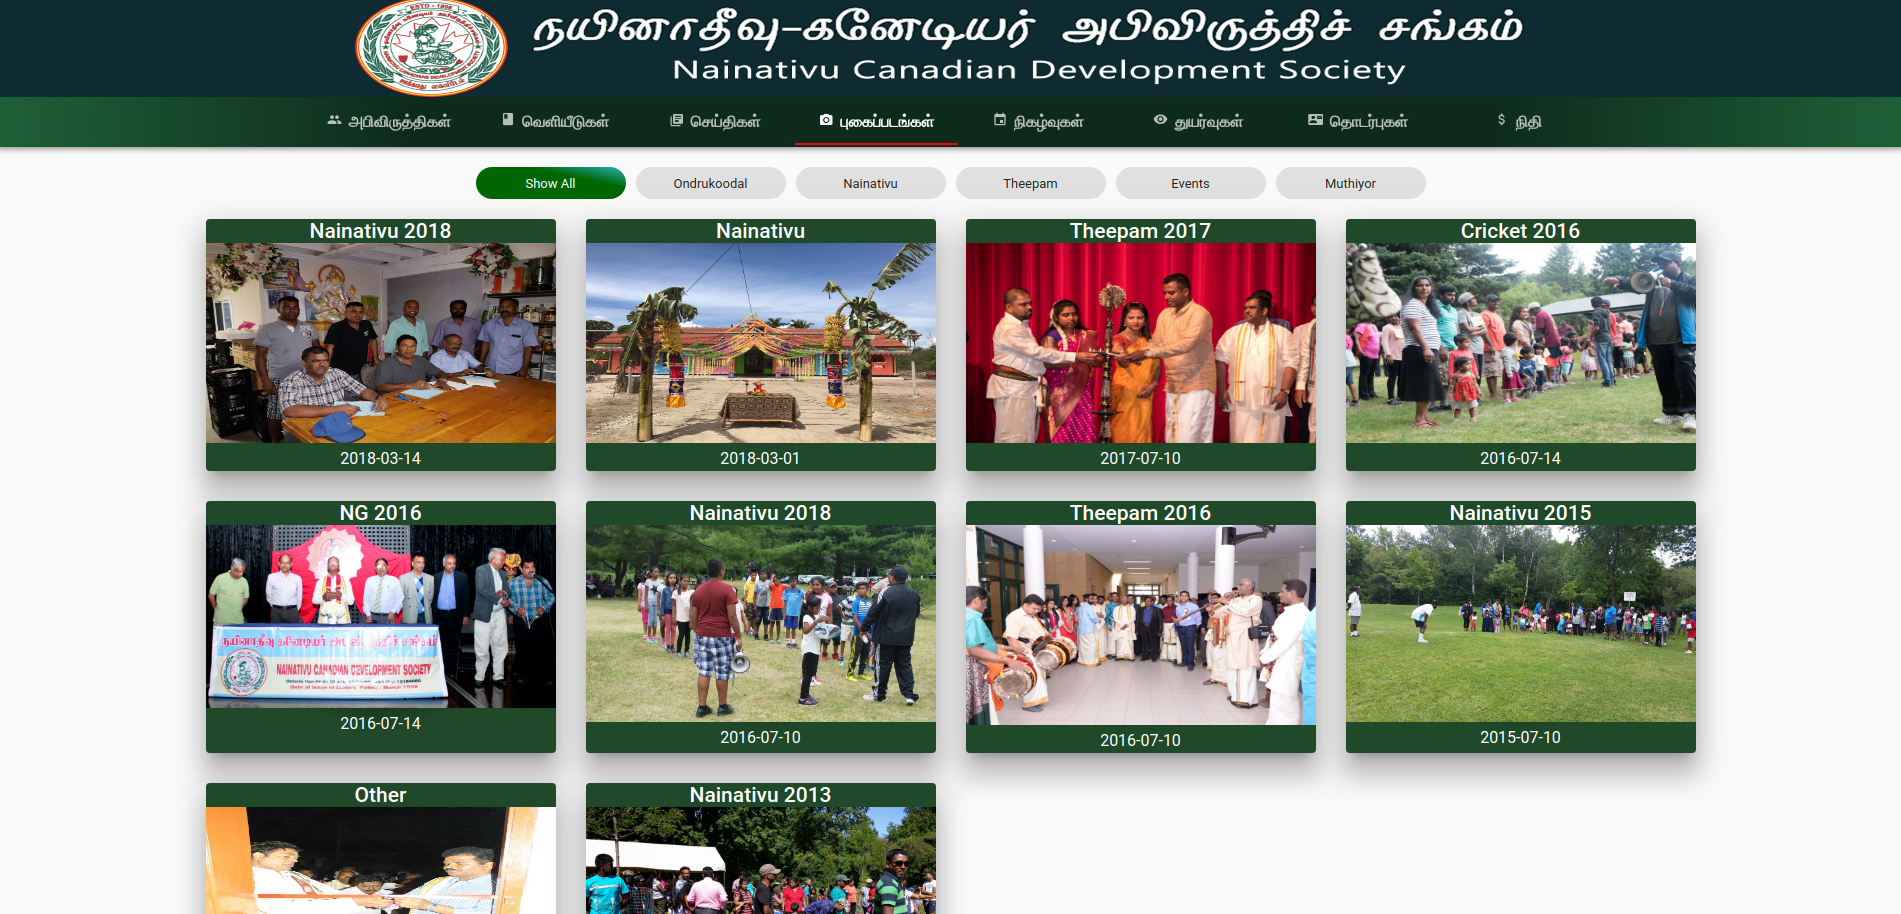 ESTD - 1996
நயினாதீவு-கனேடியர் அபிவிருத்திச் சங்கம்
Nainativu Canadian Development Society
அபிவிருத்திகள்
வெளியீடுகள்
செய்திகள்
புகைப்படங்கள்
நிகழ்வுகள்
துயர்வுகள்
தொடர்புகள்
நிதி
Show All
Ondrukoodal
Nainativu
Theepam
Events
Muthiyor
Nainativu 2018
Nainativu
Theepam 2017
Cricket 2016
2018-03-14
2018-03-01
2017-07-10
2016-07-14
NG 2016
Nainativu 2018
Theepam 2016
Nainativu 2015
நயினாதீவு கனேடியர்
NAINATIVU CANADIAN DEVELOPMENT SOCIETY
2016-07-14
2016-07-10
2016-07-10
2015-07-10
Other
Nainativu 2013